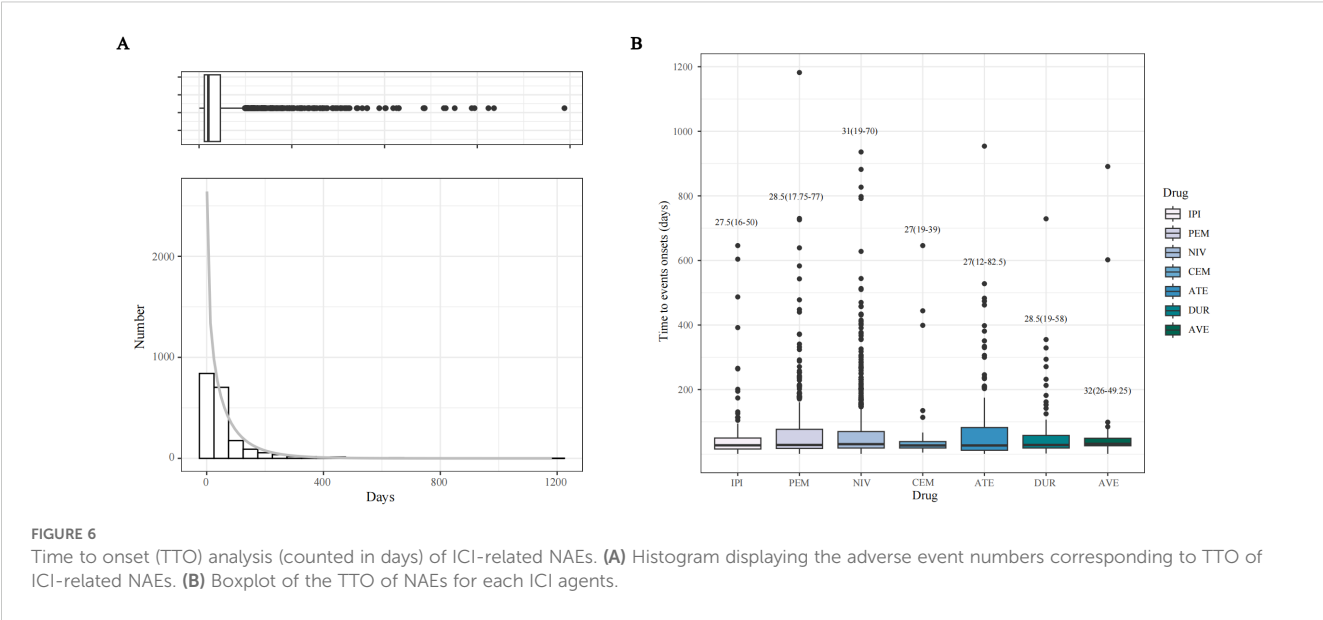 A
Number
2000
1000
0
0
400
800
1200
Days
B
Time to events onsets (days)
1200
1000
800
600
400
200
27.5(16-50)
28.5(17.75-77)
31(19-70)
27(19-39)
27(12-82.5)
28.5(19-58)
32(26-49.25)
IPI
PEM
NIV
CEM
ATE
DUR
AVE
Drug
Drug
IPI
PEM
NIV
CEM
ATE
DUR
AVE
FIGURE 6
Time to onset (TTO) analysis (counted in days) of ICI-related NAEs. (A) Histogram displaying the adverse event numbers corresponding to TTO of
ICI-related NAEs. (B) Boxplot of the TTO of NAEs for each ICI agents.